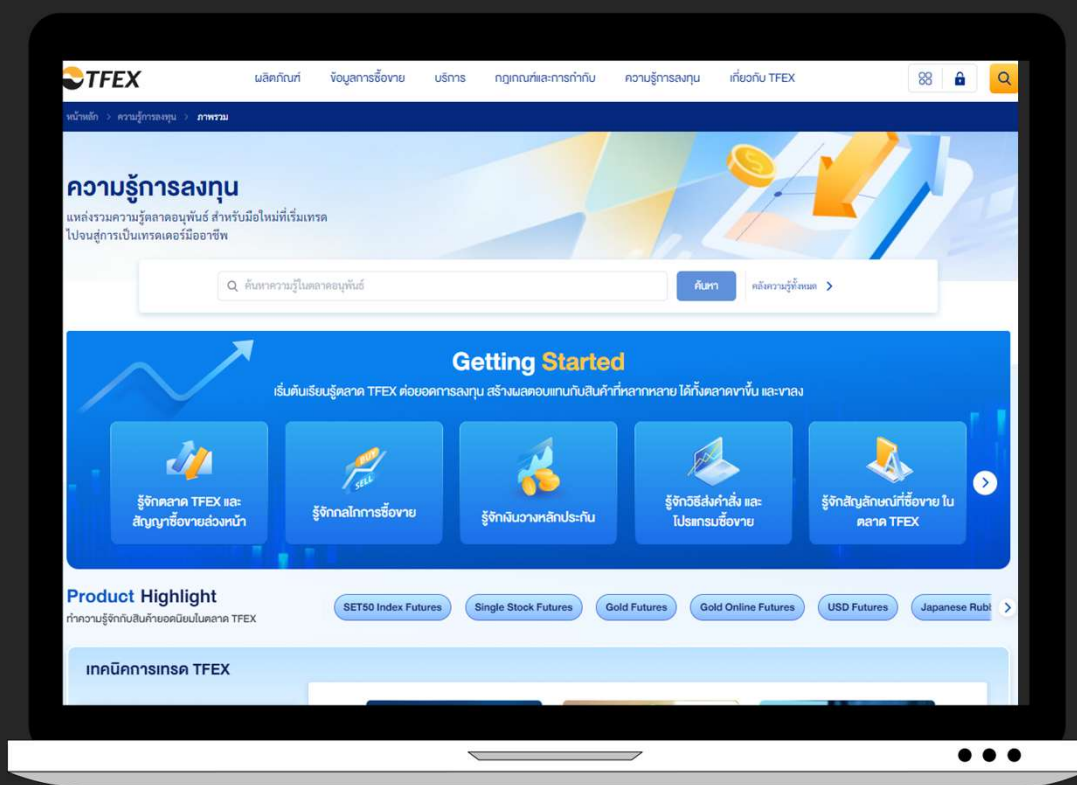 TFEX
ผลิตภัณฑ์ ข้อมูลการซื้อขาย บริการ กฎเกณฑ์และการกำกับ ความรู้การลงทุน เกี่ยวกับ TFEX
หน้าหลัก > ความรู้การลงทุน > ภาพรวม
ความรู้การลงทุน
แหล่งรวมความรู้ตลาดอนุพันธ์ สำหรับมือใหม่ที่เริ่มเทรด
ไปจนสู่การเป็นเทรดเดอร์มืออาชีพ
ค้นหาความรู้ในตลาดอนุพันธ์ ค้นหา คลังความรู้ทั้งหมด
Getting Started
เริ่มต้นเรียนรู้ตลาด TFEX ต่อยอดการลงทุน สร้างผลตอบแทนกับสินค้าที่หลากหลาย ได้ทั้งตลาดขาขึ้น และขาลง
BUY
SELL
รู้จักตลาด TFEX และ
สัญญาซื้อขายล่วงหน้า
รู้จักกลไกการซื้อขาย
รู้จักเงินวางหลักประกัน
รู้จักวิธีส่งคำสั่ง และ
โปรแกรมซื้อขาย
รู้จักสัญลักษณ์ที่ซื้อขาย ใน
ตลาด TFEX
Product Highlight
ทำความรู้จักกับสินค้ายอดนิยมในตลาด TFEX
SET50 Index Futures Single Stock Futures Gold Futures Gold Online Futures USD Futures Japanese Rubb
เทคนิคการเทรด TFEX